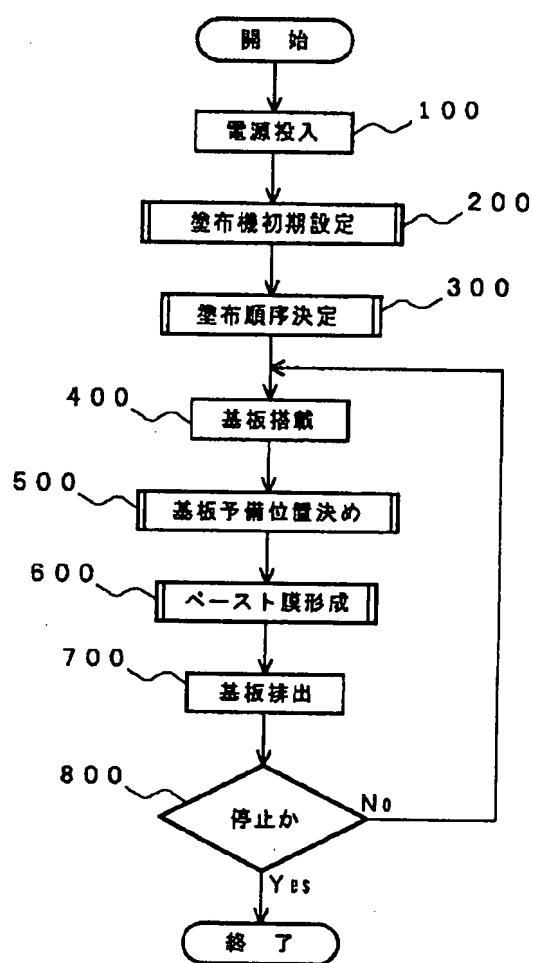 開 始
電源投入
100
塗布機初期設定
200
塗布順序決定
300
400
基板搭載
500
基板予備位置決め
600
ペースト膜形成
700
基板排出
800
停止か
No
Yes
終 了